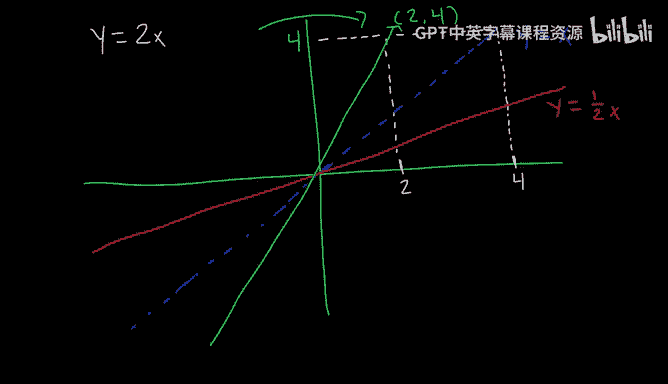 (2,4)
y = 2x
4
GPT中英字幕课程资源 bilibili
y = 1/2 x
2
4